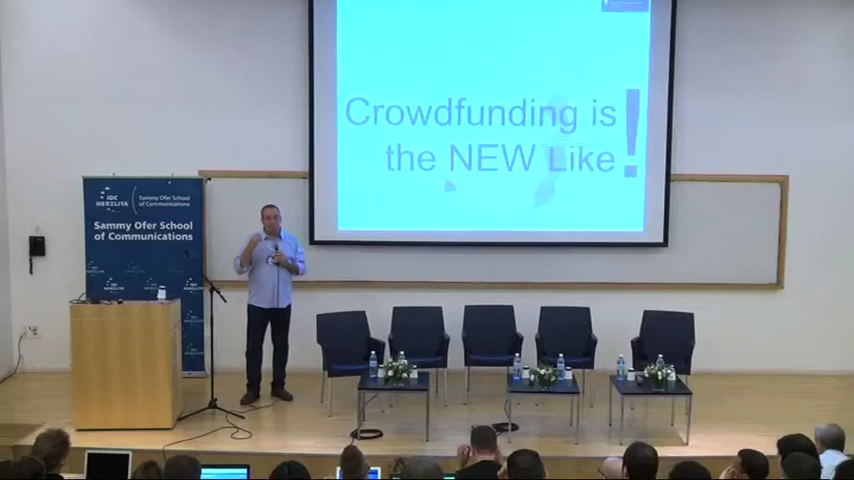 Crowdfunding is
the NEW Like!
IDC
HERZLIYA
Sammy Ofer School
of Communications
Sammy Ofer School
of Communications